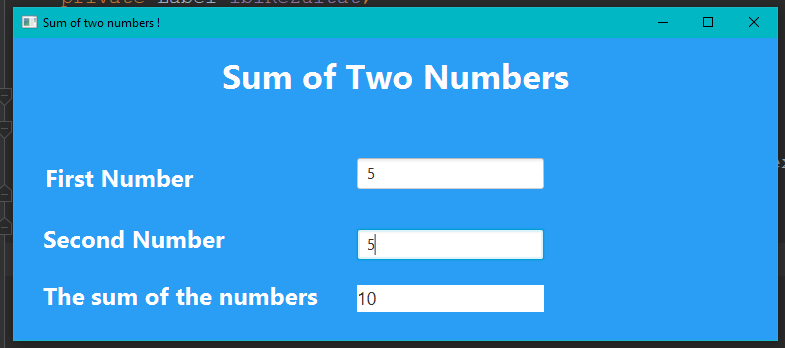 private Label lblRezultat;
Sum of two numbers !
Sum of Two Numbers
First Number
5
Second Number
5
The sum of the numbers
10